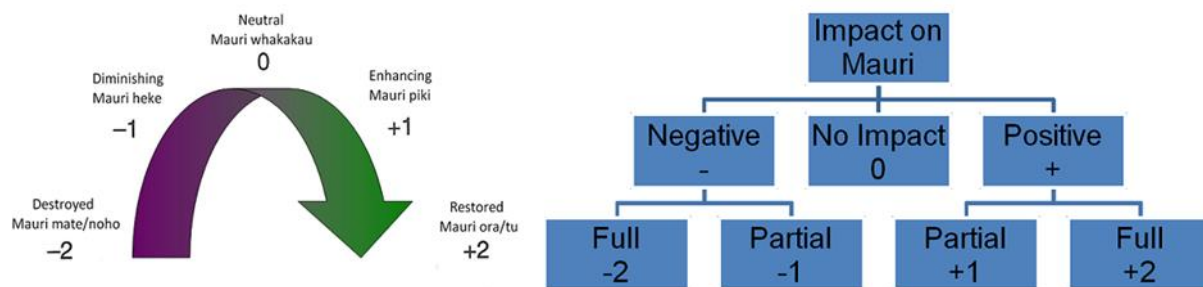 Neutral
Mauri whakakau
0
Diminishing
Mauri heke
–1
Enhancing
Mauri piki
+1
Destroyed
Mauri mate/noho
–2
Restored
Mauri ora/tu
+2
Impact on
Mauri
Negative
-
No Impact
0
Positive
+
Full
-2
Partial
-1
Partial
+1
Full
+2